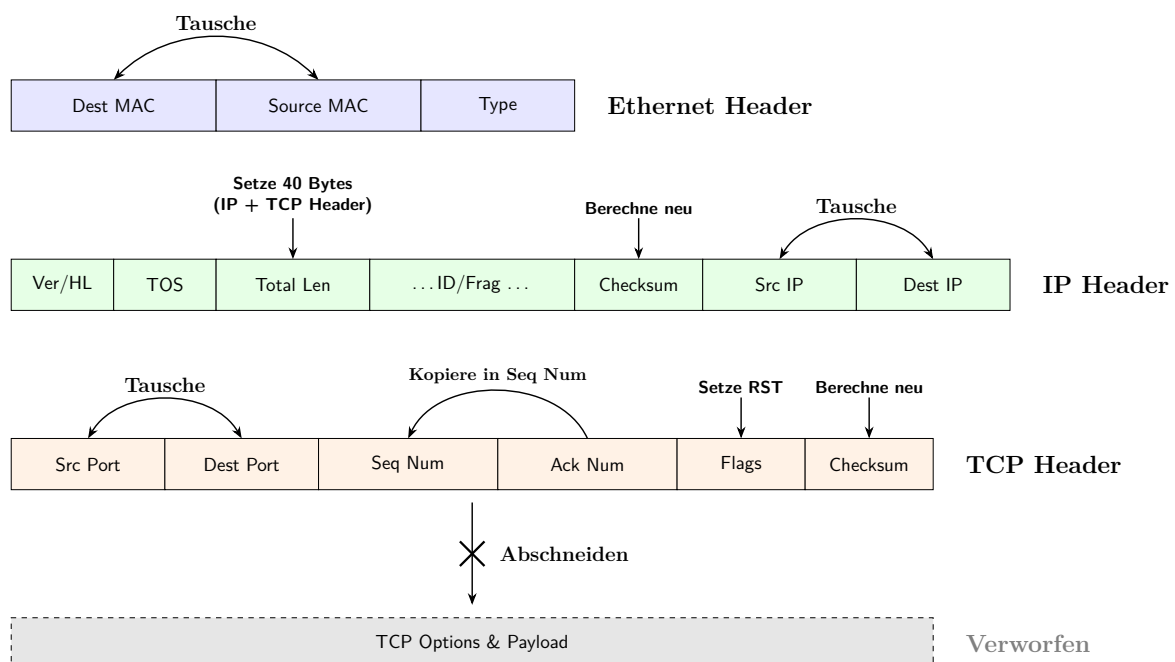 Tausche
Dest MAC Source MAC Type Ethernet Header
Setze 40 Bytes
(IP + TCP Header)
Berechne neu
Tausche
Ver/HL TOS Total Len ...ID/Frag ... Checksum Src IP Dest IP IP Header
Tausche
Kopiere in Seq Num
Setze RST
Berechne neu
Src Port Dest Port Seq Num Ack Num Flags Checksum TCP Header
Abschneiden
TCP Options & Payload Verworfen